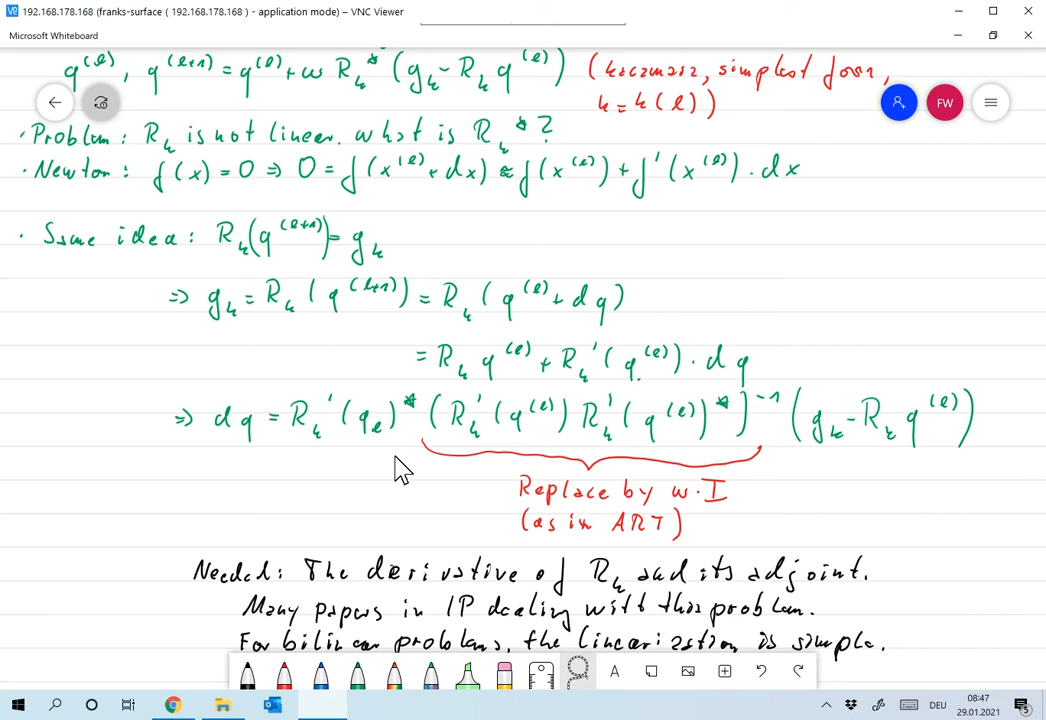 192.168.178.168 (franks-surface ( 192.168.178.168 ) - application mode) – VNC Viewer
Microsoft Whiteboard
q^(l), q^(l+1) = q^(l) + ω R_k^* (g_k - R_k q^(l)) (kaczmarz, simplest form,
k = k(l))
FW
• Problem: R_k is not linear. what is R_k^*?
• Newton: f(x) = 0 ⇒ 0 = f(x^(l) + dx) ≈ f(x^(l)) + f'(x^(l)) · dx
• Same idea: R_k(q^(l+1)) = g_k
⇒ g_k = R_k(q^(l+1)) = R_k(q^(l) + dq)
= R_k q^(l) + R_k'(q^(l)) · dq
⇒ dq = R_k'(q_l)^* (R_k'(q^(l)) R_k'(q^(l))^*)^-1 (g_k - R_k q^(l))
Replace by w · I
(as in ART)
Needed: The derivative of R_k and its adjoint.
Many papers in IP dealing with this problem.
For bilinear problems, the linearization is simple.
A
DEU
08:47
29.01.2021
5